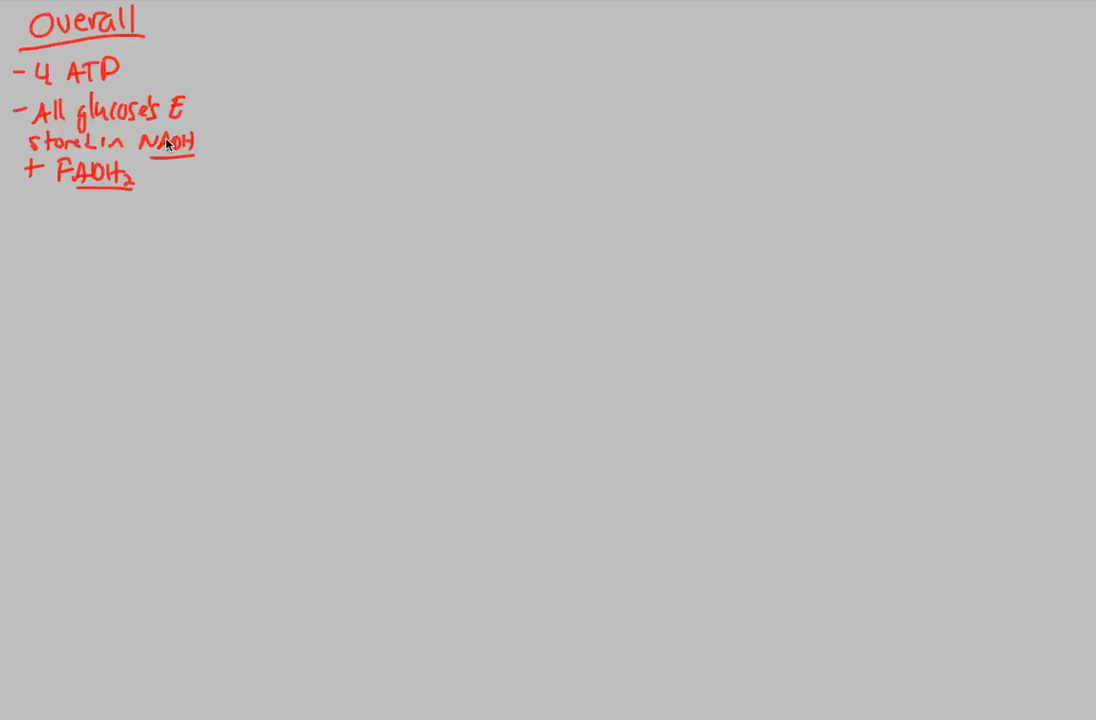 Overall
- 4 ATP
- All glucose's E
stored in NADH
+ FADH₂